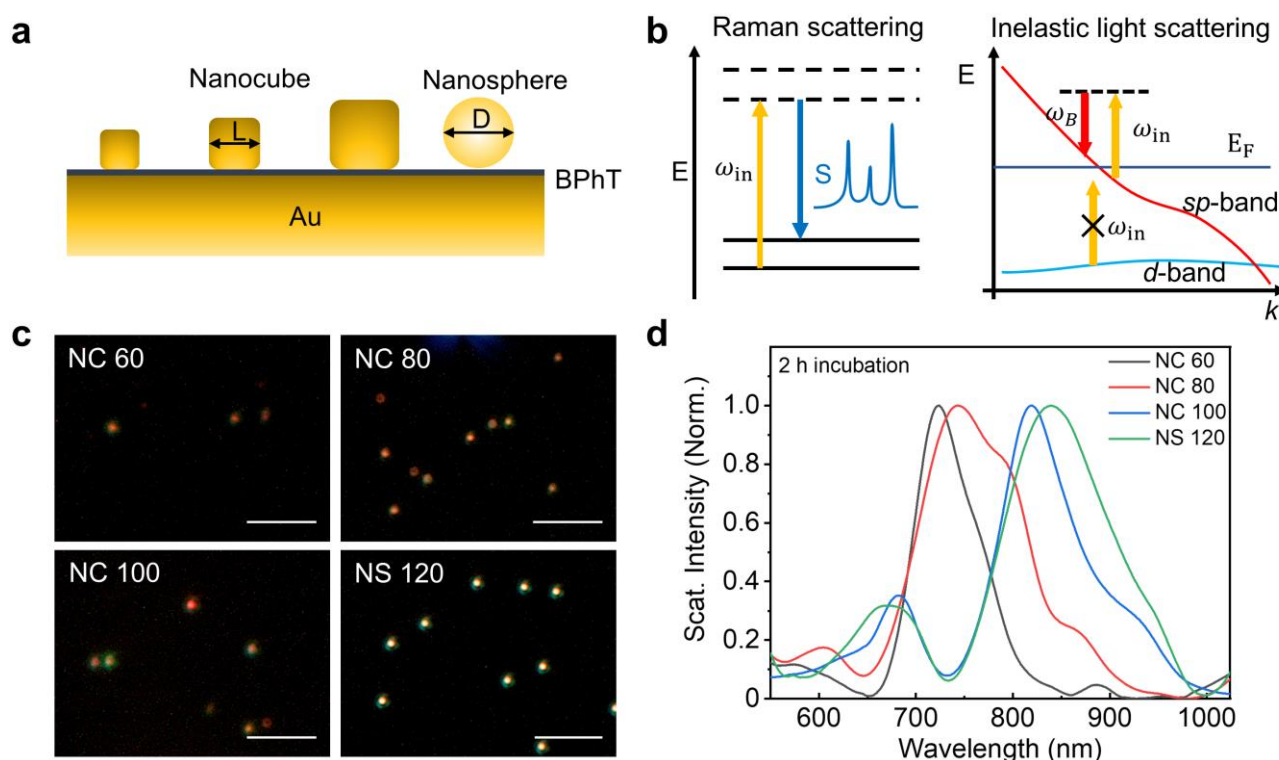 a
Nanocube
Nanosphere
L
D
BPhT
Au
b
Raman scattering
Inelastic light scattering
E
ω_in
S
E
ω_B
ω_in
E_F
ω_in
sp-band
d-band
k
c
NC 60
NC 80
NC 100
NS 120
d
2 h incubation
NC 60
NC 80
NC 100
NS 120
Scat. Intensity (Norm.)
1.0
0.8
0.6
0.4
0.2
0
600 700 800 900 1000
Wavelength (nm)